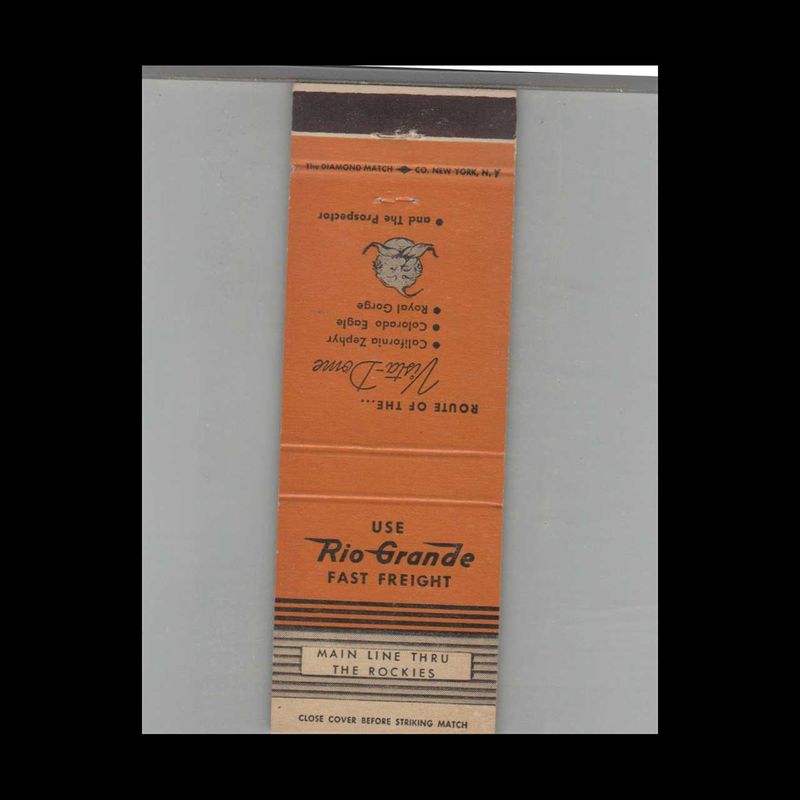 The DIAMOND MATCH CO. NEW YORK, N.Y
ROUTE OF THE...
Vista-Dome
• California Zephyr
• Colorado Eagle
• Royal Gorge
• and The Prospector
USE
Rio Grande
FAST FREIGHT
MAIN LINE THRU
THE ROCKIES
CLOSE COVER BEFORE STRIKING MATCH